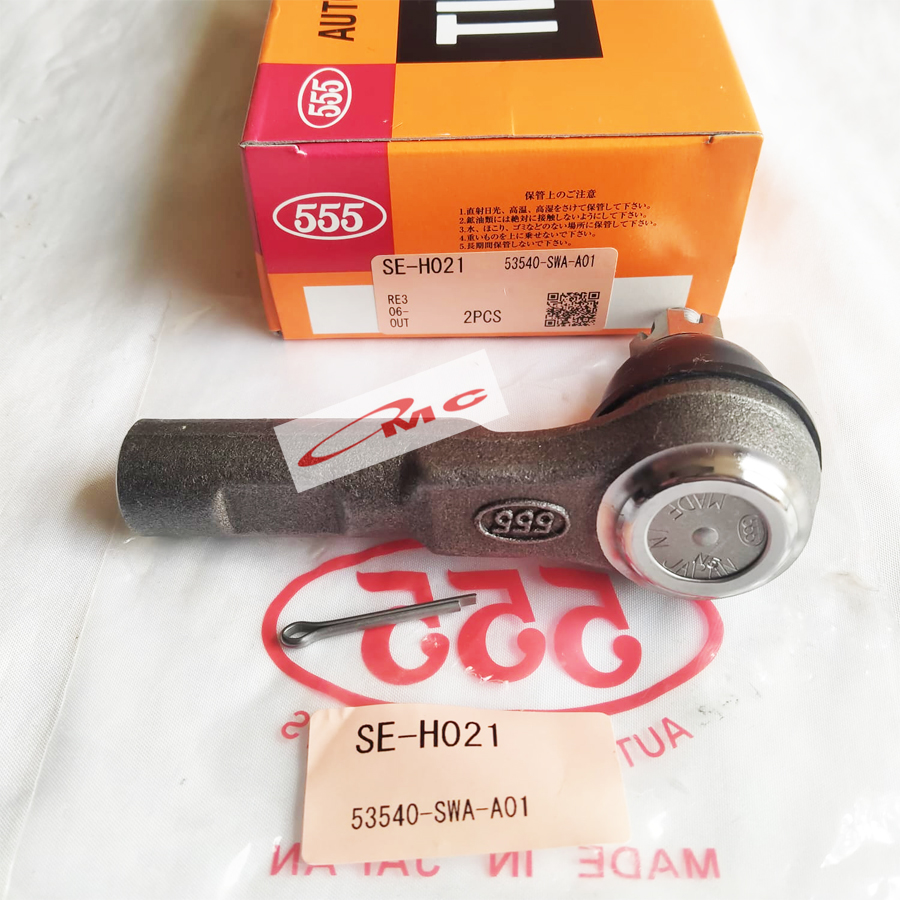 AUTO
TI
555
555
保管上のご注意
1.直射日光、高温、高湿をさけて保管して下さい。
2.鉱油類には絶対に接触しないようにして下さい。
3.水、ほこり、ゴミなどのない場所に保管して下さい。
4.重いものを上に乗せないで下さい。
5.長期間保管しないで下さい。
SE-H021 53540-SWA-A01
RE3
06-
OUT 2PCS
CMC
555
555
MADE IN JAPAN
555
AUTO
SE-H021
53540-SWA-A01
MADE IN JAPAN